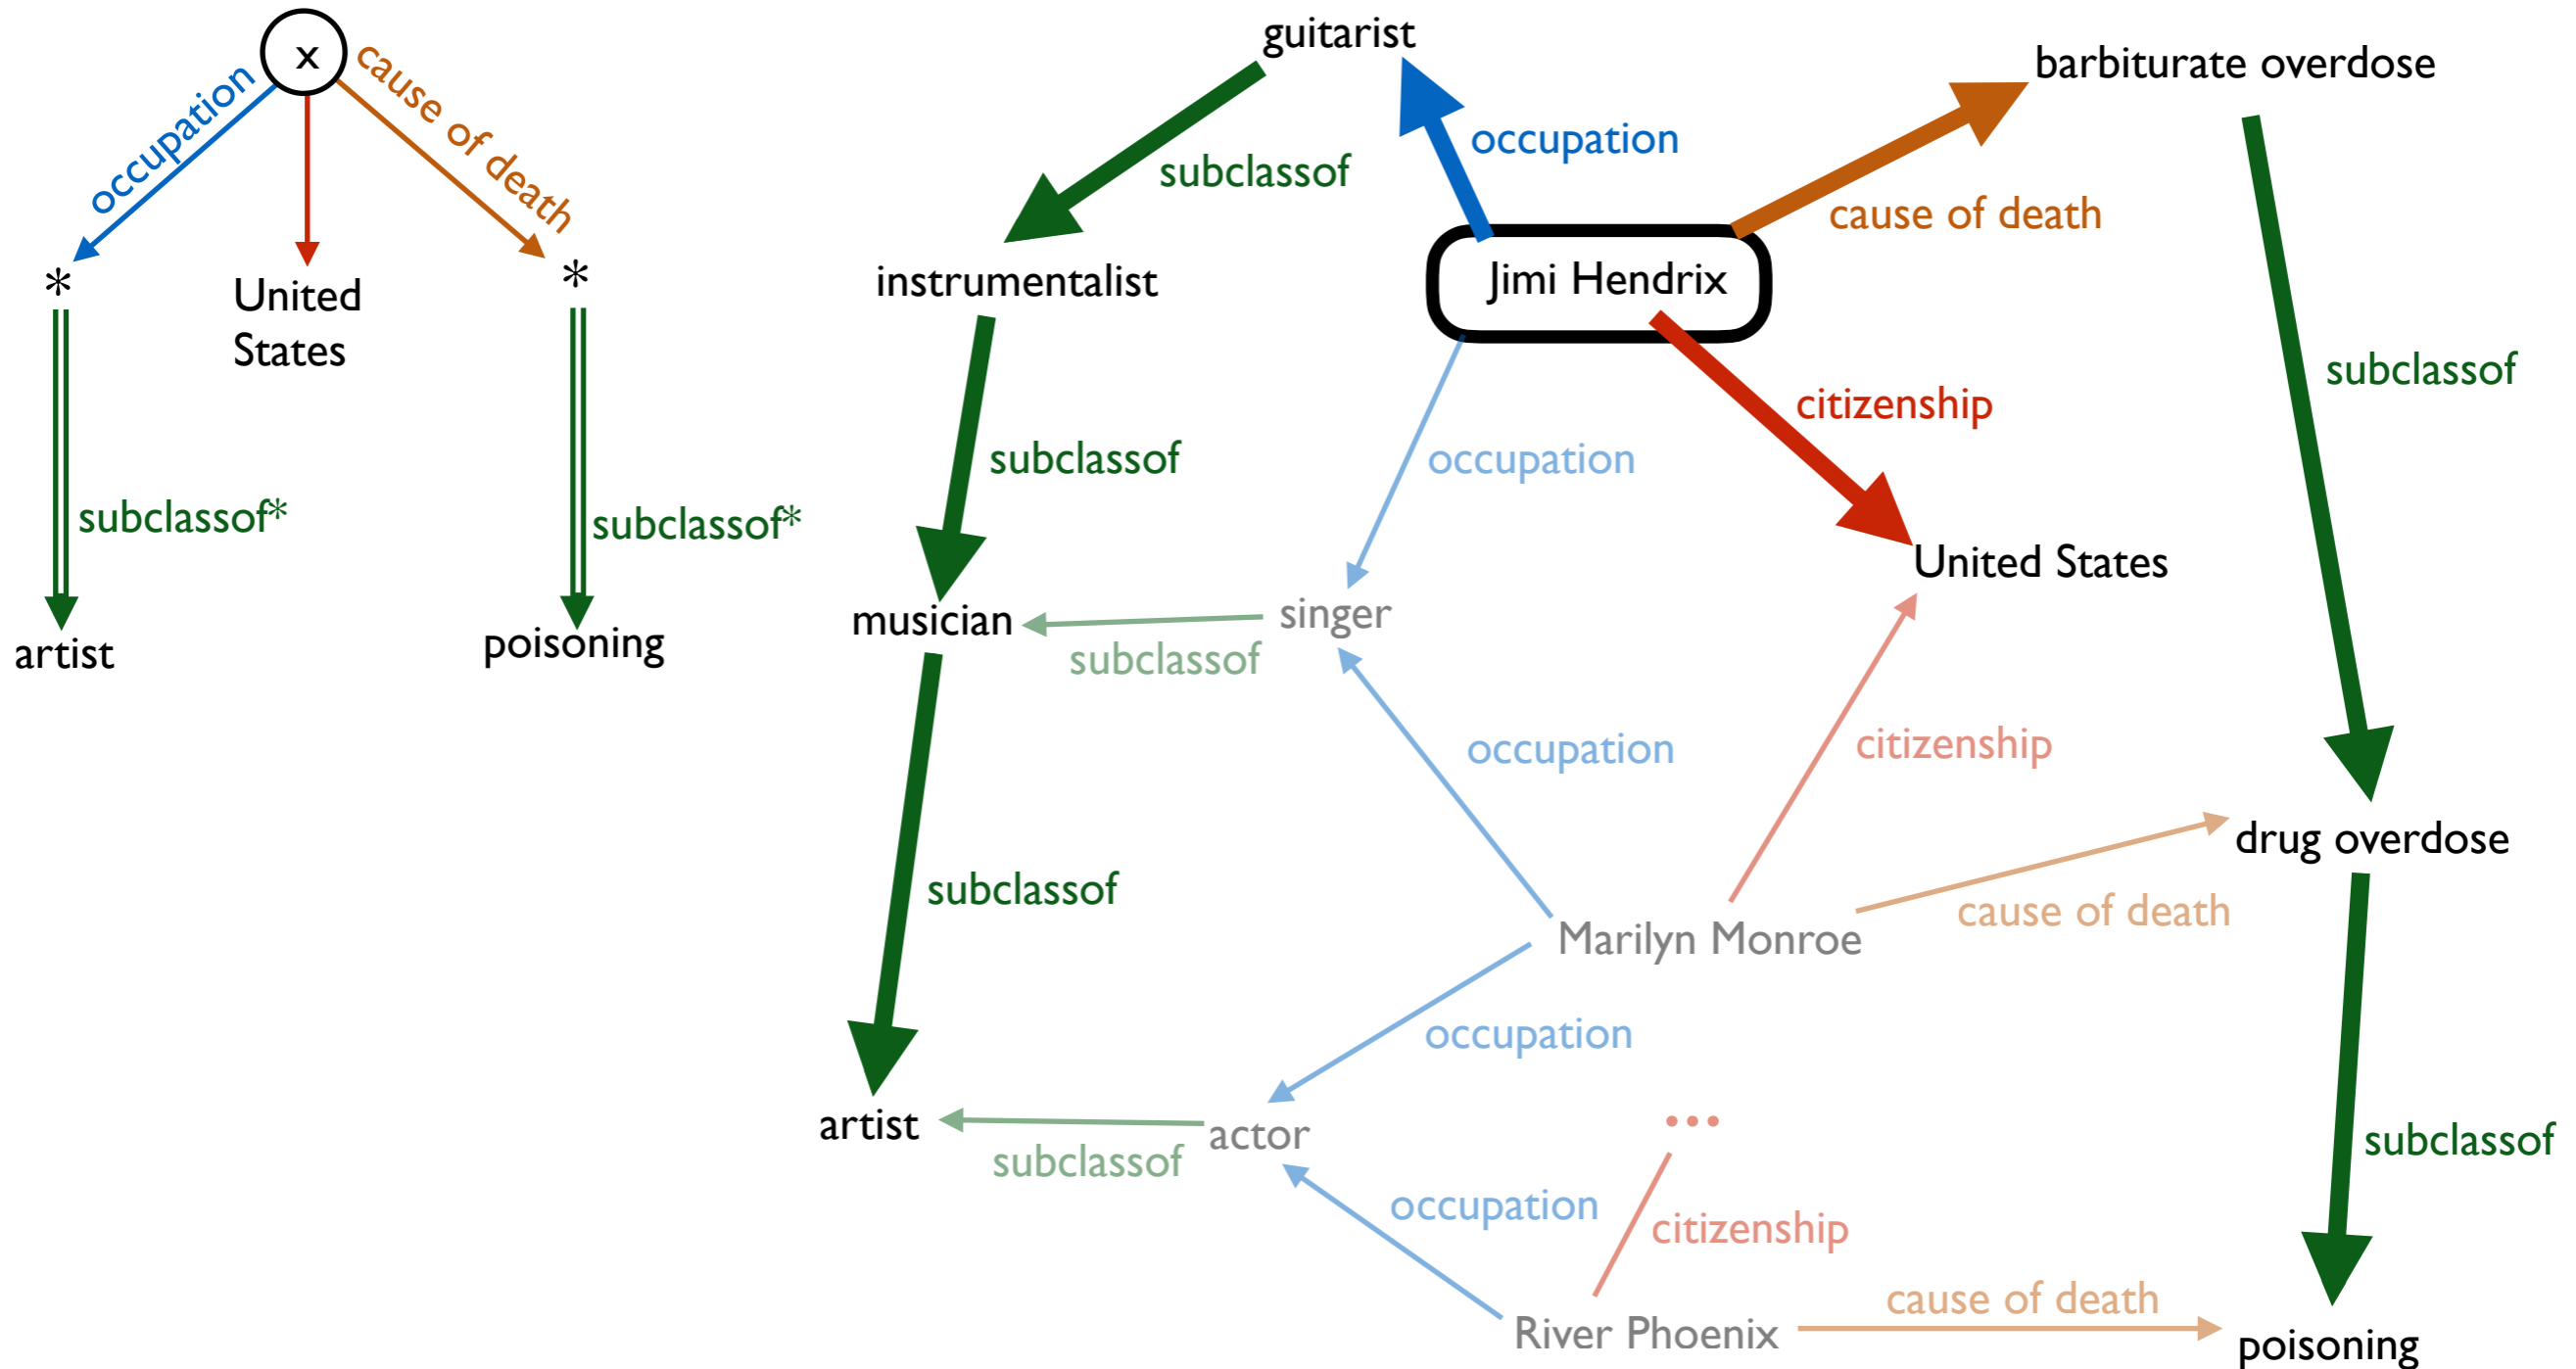 x
occupation
cause of death
*
United
States
*
subclassof*
subclassof*
artist
poisoning
guitarist
barbiturate overdose
occupation
subclassof
cause of death
instrumentalist
Jimi Hendrix
subclassof
citizenship
subclassof
occupation
United States
musician
singer
subclassof
occupation
citizenship
drug overdose
subclassof
cause of death
Marilyn Monroe
occupation
artist
...
actor
subclassof
subclassof
occupation
citizenship
cause of death
River Phoenix
poisoning